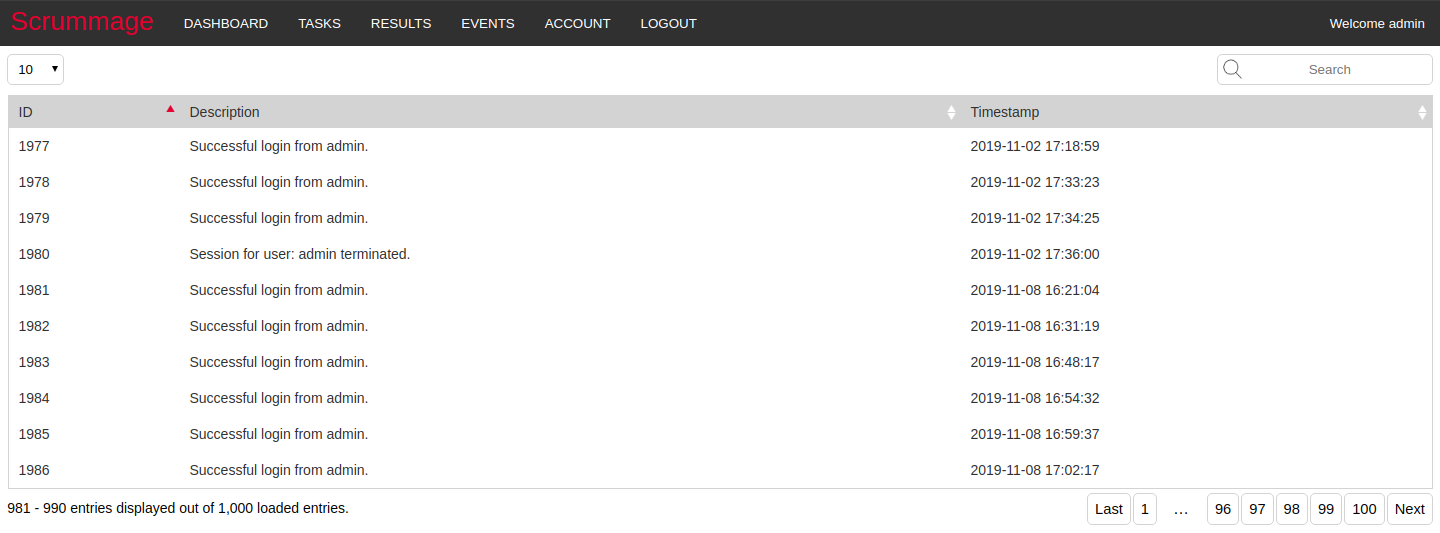 Scrummage DASHBOARD TASKS RESULTS EVENTS ACCOUNT LOGOUT Welcome admin
10 Search
ID Description Timestamp
1977 Successful login from admin. 2019-11-02 17:18:59
1978 Successful login from admin. 2019-11-02 17:33:23
1979 Successful login from admin. 2019-11-02 17:34:25
1980 Session for user: admin terminated. 2019-11-02 17:36:00
1981 Successful login from admin. 2019-11-08 16:21:04
1982 Successful login from admin. 2019-11-08 16:31:19
1983 Successful login from admin. 2019-11-08 16:48:17
1984 Successful login from admin. 2019-11-08 16:54:32
1985 Successful login from admin. 2019-11-08 16:59:37
1986 Successful login from admin. 2019-11-08 17:02:17
981 - 990 entries displayed out of 1,000 loaded entries. Last 1 … 96 97 98 99 100 Next